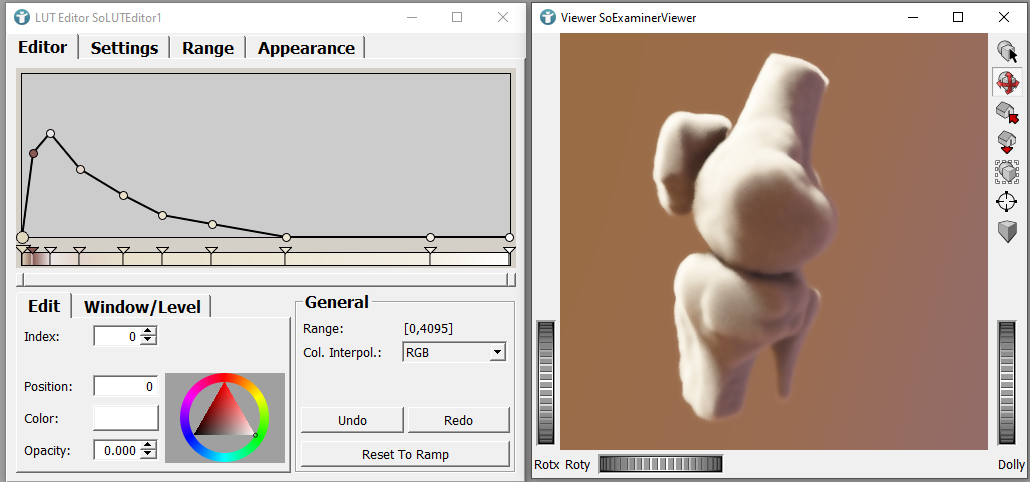 LUT Editor SoLUTEditor1
Editor Settings Range Appearance
Edit Window/Level
Index: 0
Position: 0
Color:
Opacity: 0.000
General
Range: [0,4095]
Col. Interpol.: RGB
Undo Redo
Reset To Ramp
Viewer SoExaminerViewer
Rotx Roty Dolly